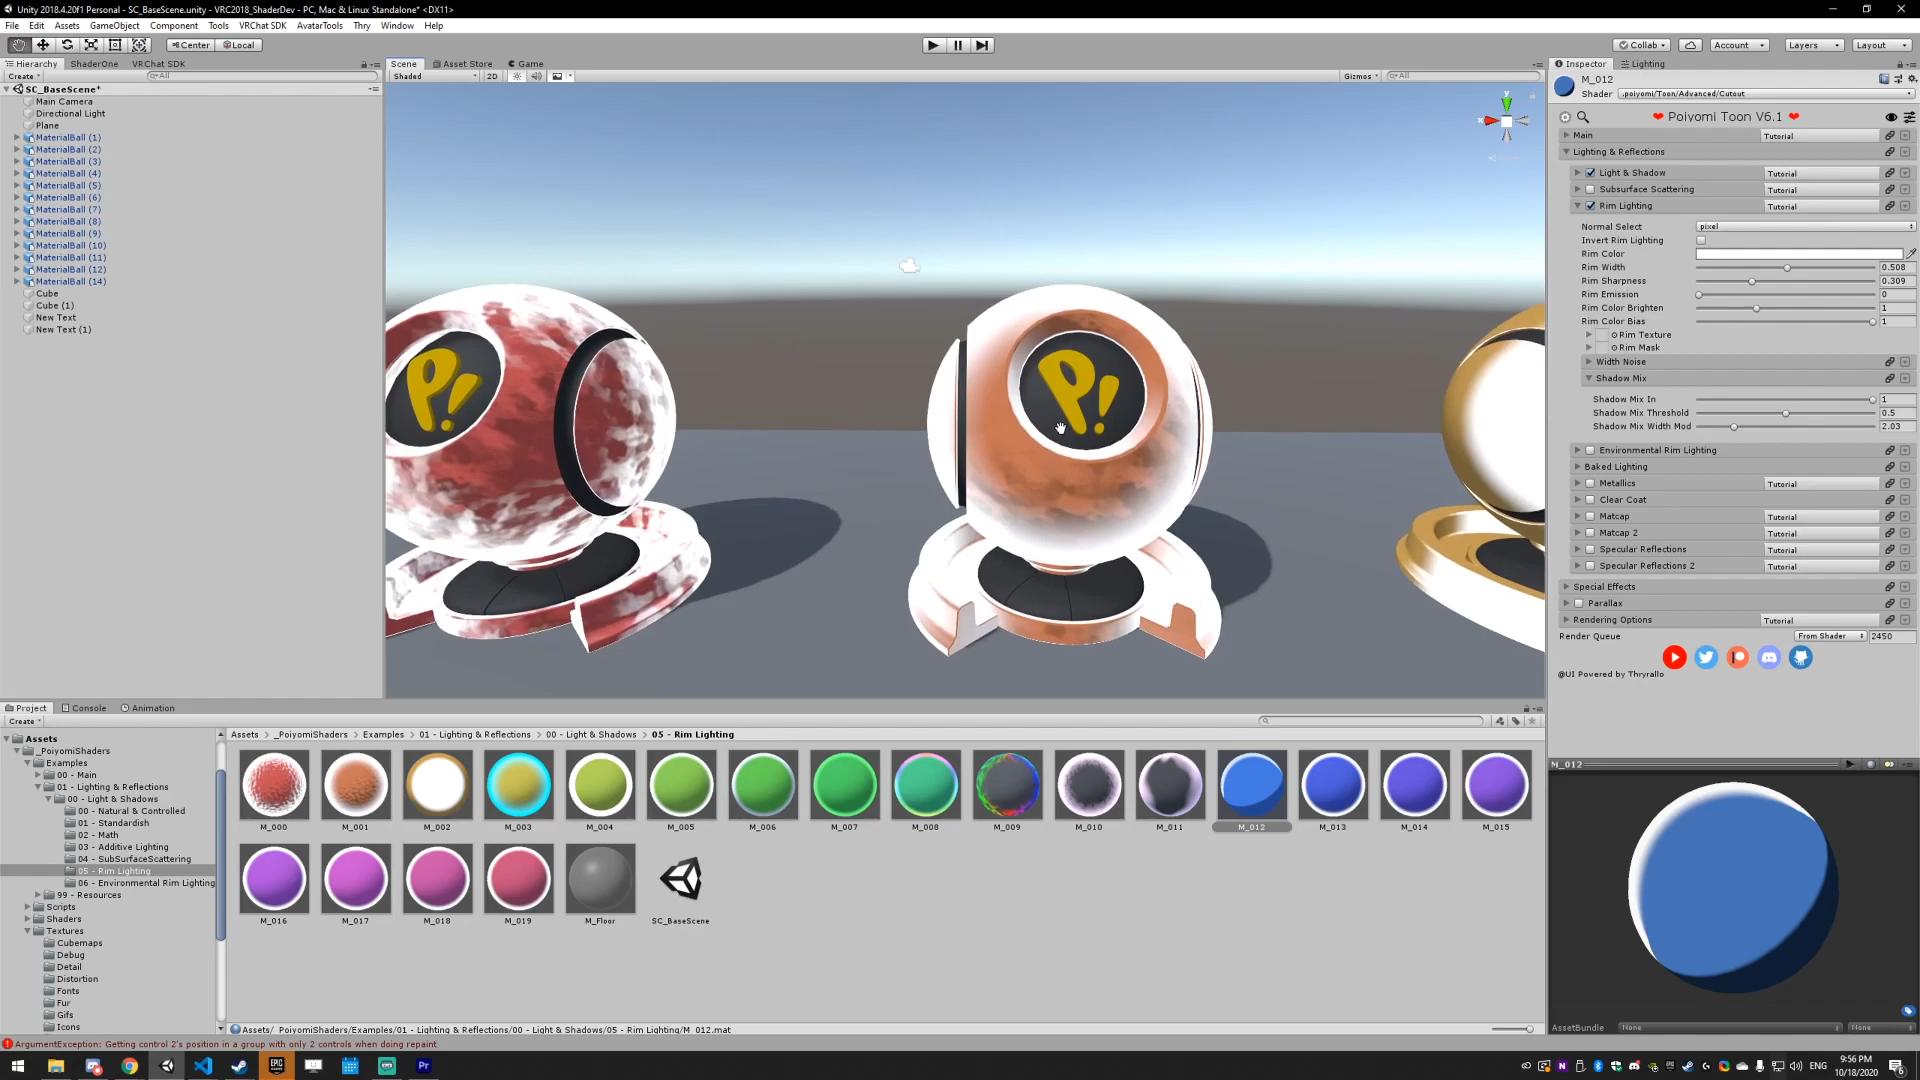 Unity 2018.4.20f1 Personal - SC_BaseScene.unity - VRC2018_ShaderDev - PC, Mac & Linux Standalone* <DX11>
File Edit Assets GameObject Component Tools VRChat SDK AvatarTools Thry Window Help
Center Local Collab Account Layers Layout
Hierarchy ShaderOne VRChat SDK Scene Asset Store Game Inspector Lighting
Create All Shaded 2D Gizmos All
SC_BaseScene*
Main Camera
Directional Light
Plane
MaterialBall (1)
MaterialBall (2)
MaterialBall (3)
MaterialBall (4)
MaterialBall (5)
MaterialBall (6)
MaterialBall (7)
MaterialBall (8)
MaterialBall (9)
MaterialBall (10)
MaterialBall (11)
MaterialBall (12)
MaterialBall (14)
Cube
Cube (1)
New Text
New Text (1)
y
x
P!
P!
M_012
Shader .poiyomi/Toon/Advanced/Cutout
❤ Poiyomi Toon V6.1 ❤
Main Tutorial
Lighting & Reflections
Light & Shadow Tutorial
Subsurface Scattering Tutorial
Rim Lighting Tutorial
Normal Select pixel
Invert Rim Lighting
Rim Color
Rim Width 0.508
Rim Sharpness 0.309
Rim Emission 0
Rim Color Brighten 1
Rim Color Bias 1
Rim Texture
Rim Mask
Width Noise
Shadow Mix
Shadow Mix In 1
Shadow Mix Threshold 0.5
Shadow Mix Width Mod 2.03
Environmental Rim Lighting
Baked Lighting
Metallics Tutorial
Clear Coat
Matcap Tutorial
Matcap 2 Tutorial
Specular Reflections Tutorial
Specular Reflections 2 Tutorial
Special Effects
Parallax
Rendering Options Tutorial
Render Queue From Shader 2450
@UI Powered by Thryrallo
Project Console Animation
Create
Assets
_PoiyomiShaders
Examples
00 - Main
01 - Lighting & Reflections
00 - Light & Shadows
00 - Natural & Controlled
01 - Standardish
02 - Math
03 - Additive Lighting
04 - SubSurfaceScattering
05 - Rim Lighting
06 - Environmental Rim Lighting
99 - Resources
Scripts
Shaders
Textures
Cubemaps
Debug
Detail
Distortion
Fonts
Fur
Gifs
Icons
Assets › _PoiyomiShaders › Examples › 01 - Lighting & Reflections › 00 - Light & Shadows › 05 - Rim Lighting
M_000 M_001 M_002 M_003 M_004 M_005 M_006 M_007 M_008 M_009 M_010 M_011 M_012 M_013 M_014 M_015
M_016 M_017 M_018 M_019 M_Floor SC_BaseScene
Assets/_PoiyomiShaders/Examples/01 - Lighting & Reflections/00 - Light & Shadows/05 - Rim Lighting/M_012.mat
M_012
AssetBundle None None
ArgumentException: Getting control 2's position in a group with only 2 controls when doing repaint
EPIC GAMES Pr
ENG 9:56 PM
10/18/2020